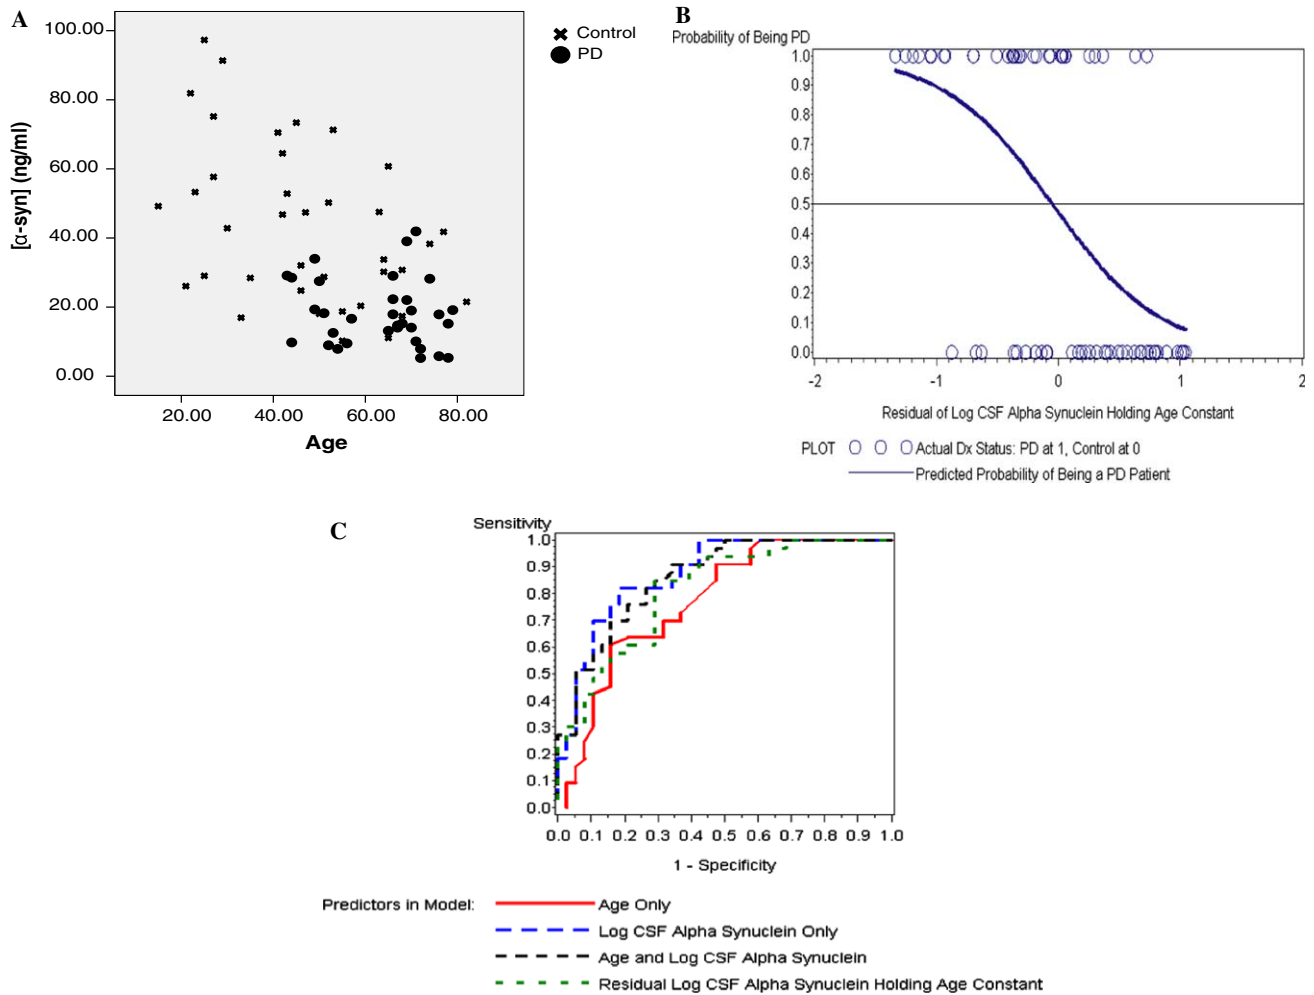 A
[α-syn] (ng/ml)
100.00
80.00
60.00
40.00
20.00
0.00
20.00 40.00 60.00 80.00
Age
Control
PD
B
Probability of Being PD
1.0
0.9
0.8
0.7
0.6
0.5
0.4
0.3
0.2
0.1
0.0
-2 -1 0 1 2
Residual of Log CSF Alpha Synuclein Holding Age Constant
PLOT Actual Dx Status: PD at 1, Control at 0
Predicted Probability of Being a PD Patient
C
Sensitivity
1.0
0.9
0.8
0.7
0.6
0.5
0.4
0.3
0.2
0.1
0.0
0.0 0.1 0.2 0.3 0.4 0.5 0.6 0.7 0.8 0.9 1.0
1 - Specificity
Predictors in Model: Age Only
Log CSF Alpha Synuclein Only
Age and Log CSF Alpha Synuclein
Residual Log CSF Alpha Synuclein Holding Age Constant